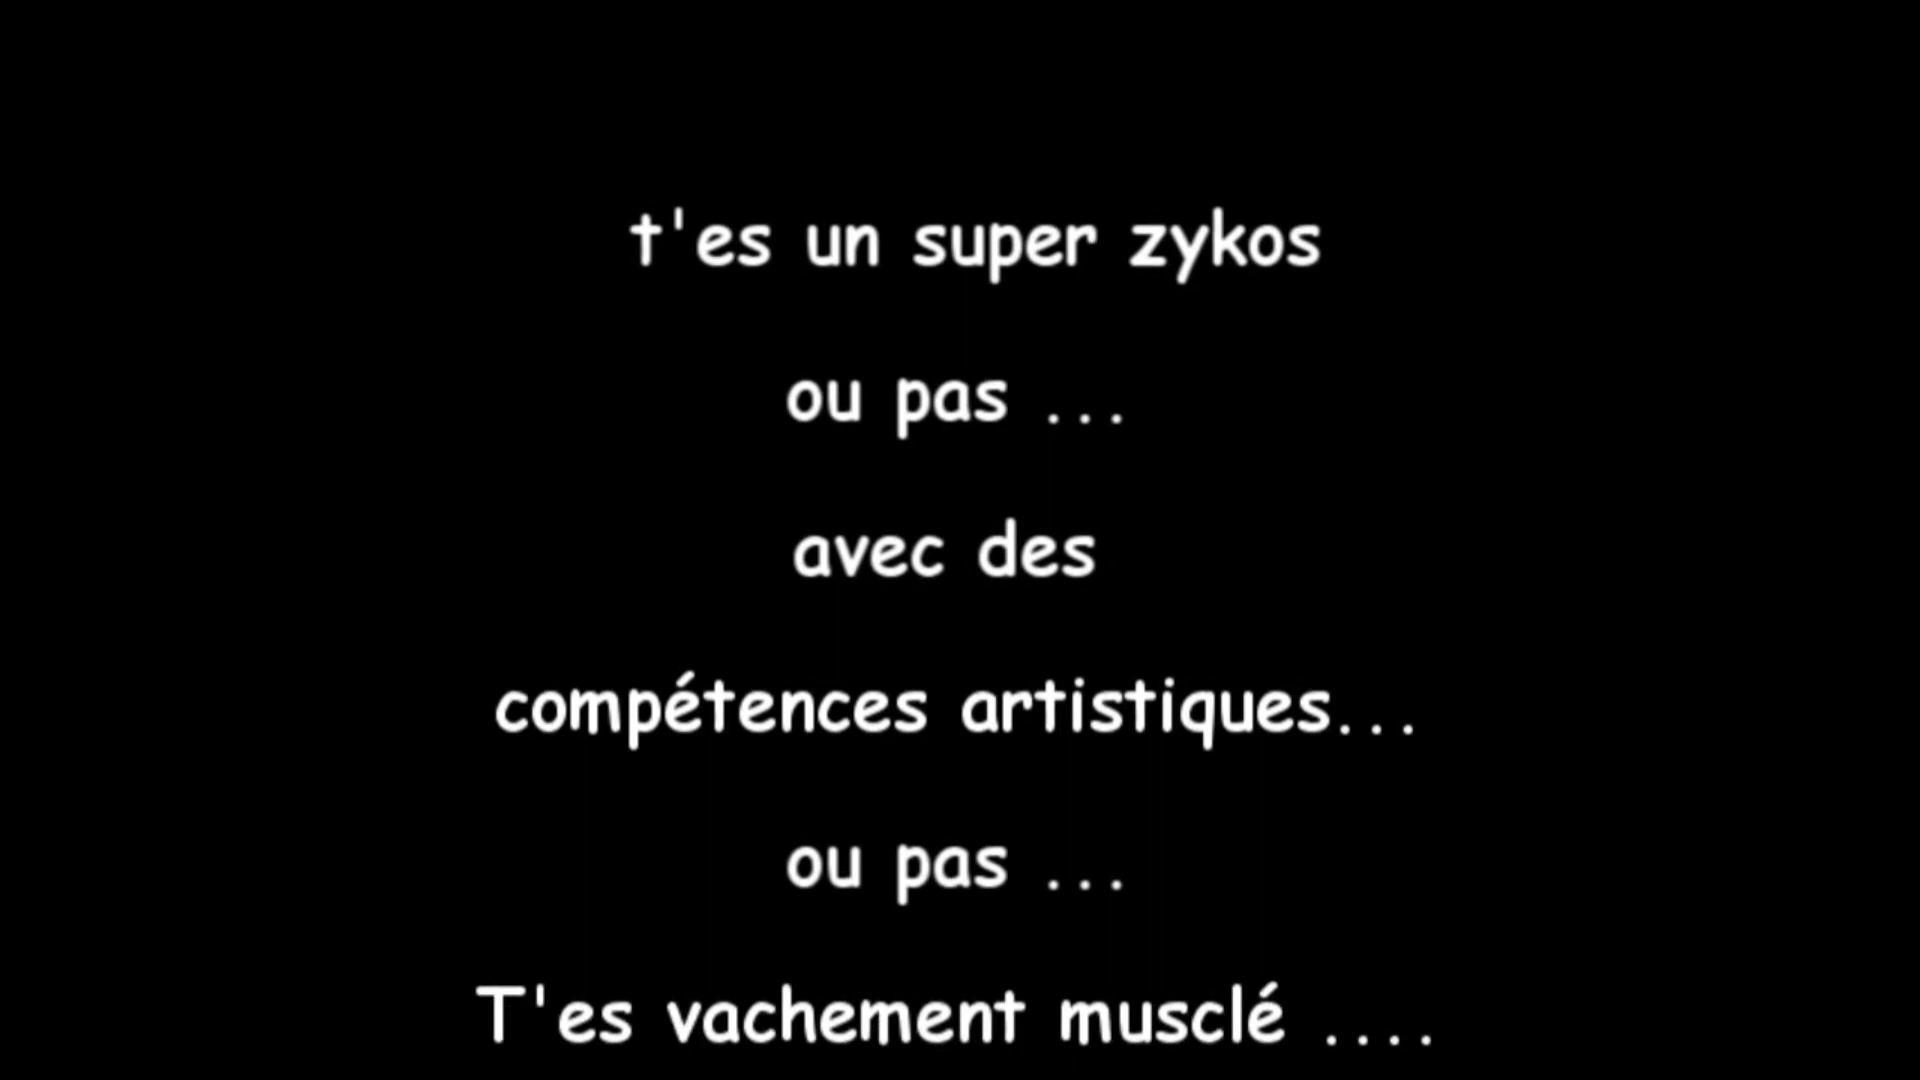 t'es un super zykos
ou pas ...
avec des
compétences artistiques...
ou pas ...
T'es vachement musclé ....